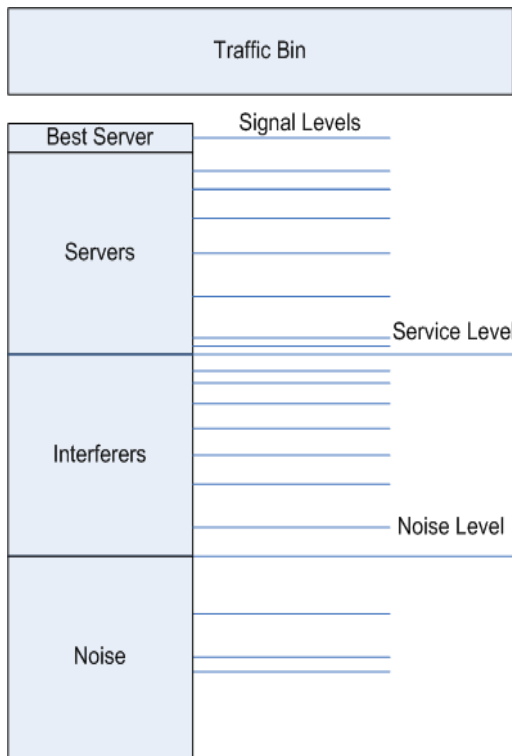 Traffic Bin
Signal Levels
Best Server
Servers
Service Level
Interferers
Noise Level
Noise